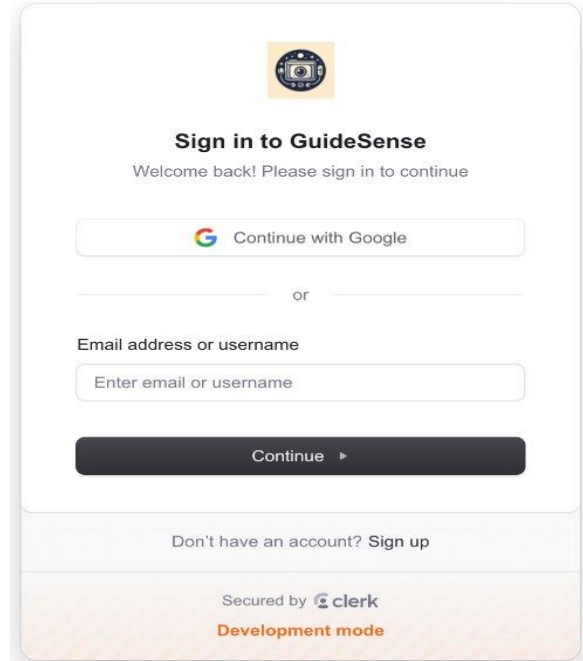 Sign in to GuideSense
Welcome back! Please sign in to continue
Continue with Google
or
Email address or username
Enter email or username
Continue
Don't have an account? Sign up
Secured by clerk
Development mode